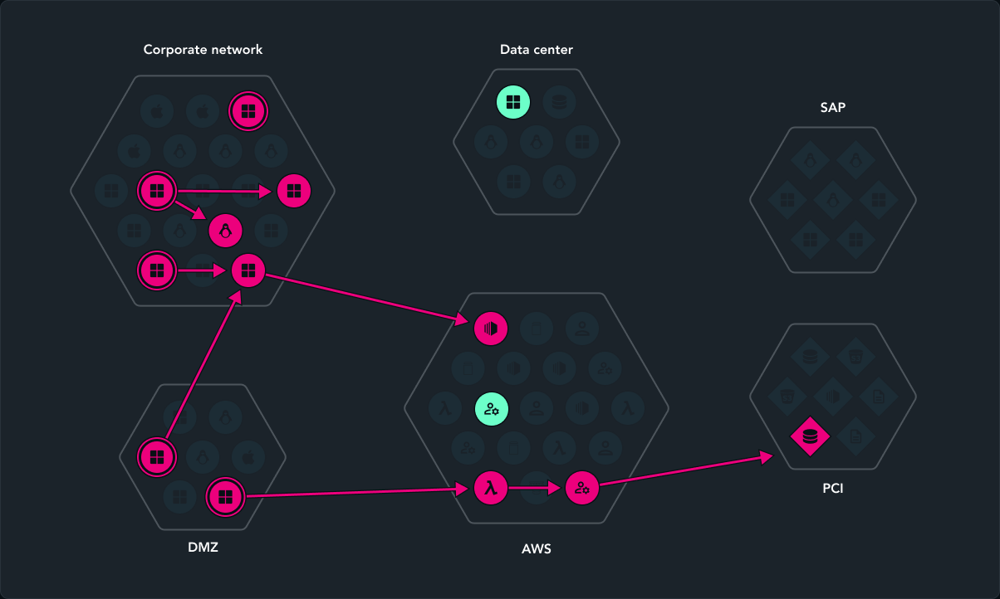 Corporate network
Data center
SAP
DMZ
AWS
PCI